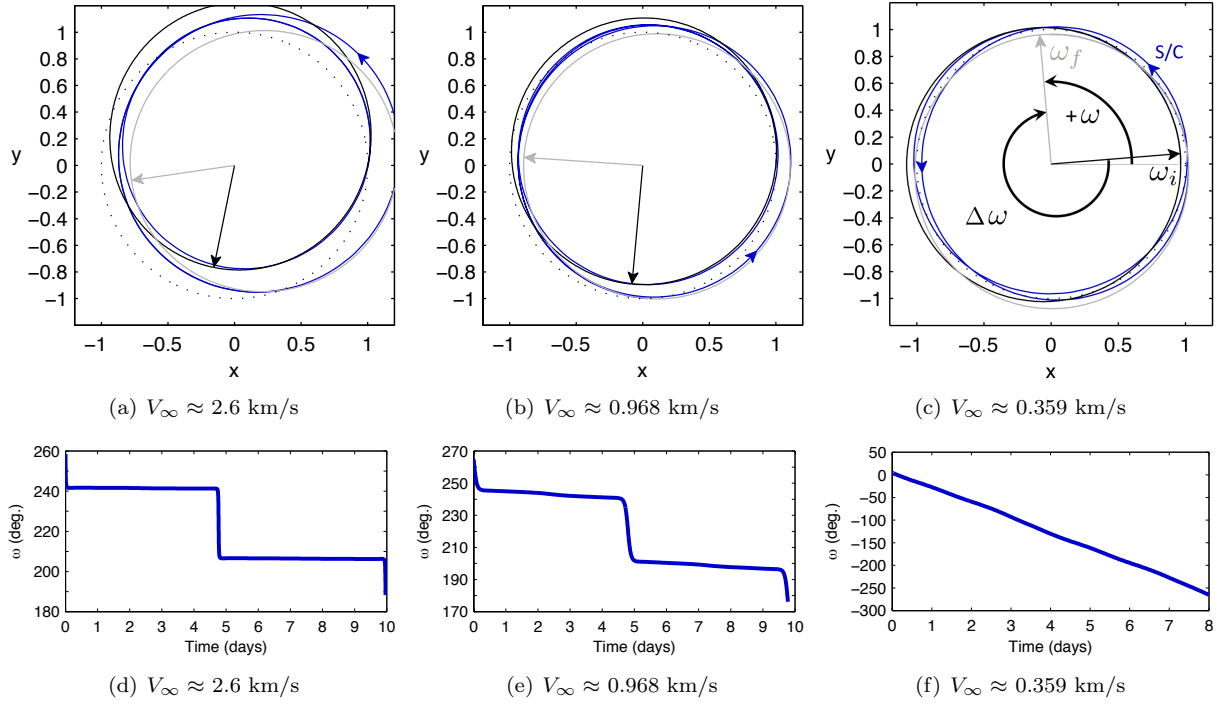 1
0.8
0.6
0.4
0.2
0
−0.2
−0.4
−0.6
−0.8
−1
y
−1 −0.5 0 0.5 1
x
(a) V∞ ≈ 2.6 km/s
1
0.8
0.6
0.4
0.2
0
−0.2
−0.4
−0.6
−0.8
−1
y
−1 −0.5 0 0.5 1
x
(b) V∞ ≈ 0.968 km/s
1
0.8
0.6
0.4
0.2
0
−0.2
−0.4
−0.6
−0.8
−1
y
S/C
ωf
+ω
ωi
Δω
−1 −0.5 0 0.5 1
x
(c) V∞ ≈ 0.359 km/s
260
240
220
200
180
ω (deg.)
0 1 2 3 4 5 6 7 8 9 10
Time (days)
(d) V∞ ≈ 2.6 km/s
270
250
230
210
190
170
ω (deg.)
0 1 2 3 4 5 6 7 8 9 10
Time (days)
(e) V∞ ≈ 0.968 km/s
50
0
−50
−100
−150
−200
−250
−300
ω (deg.)
0 1 2 3 4 5 6 7 8
Time (days)
(f) V∞ ≈ 0.359 km/s